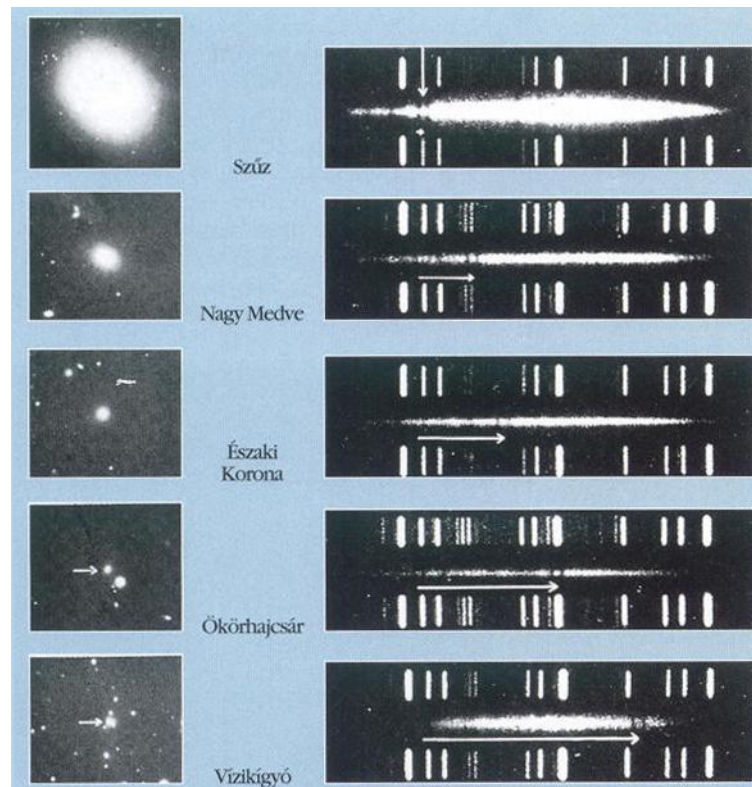 Szűz
Nagy Medve
Északi
Korona
Ökörhajcsár
Vízikígyó